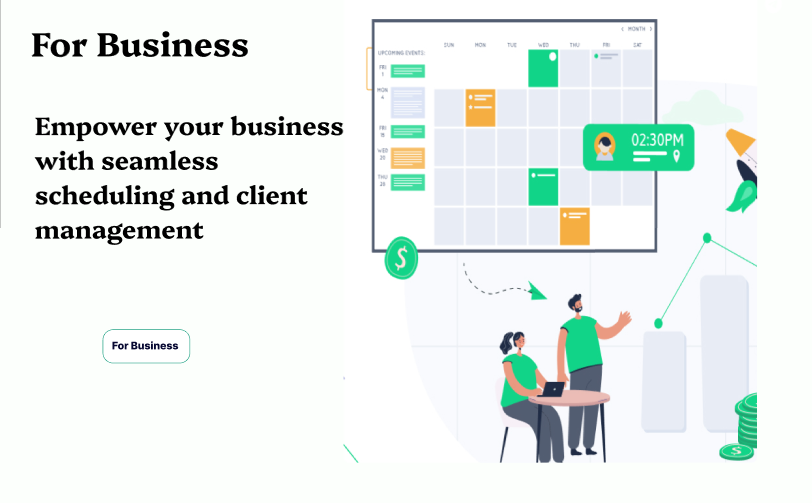 For Business
Empower your business
with seamless
scheduling and client
management
For Business
MONTH
UPCOMING EVENTS:
SUN MON TUE WED THU FRI SAT
FRI
1
MON
4
FRI
15
WED
20
THU
28
02:30PM
$
$